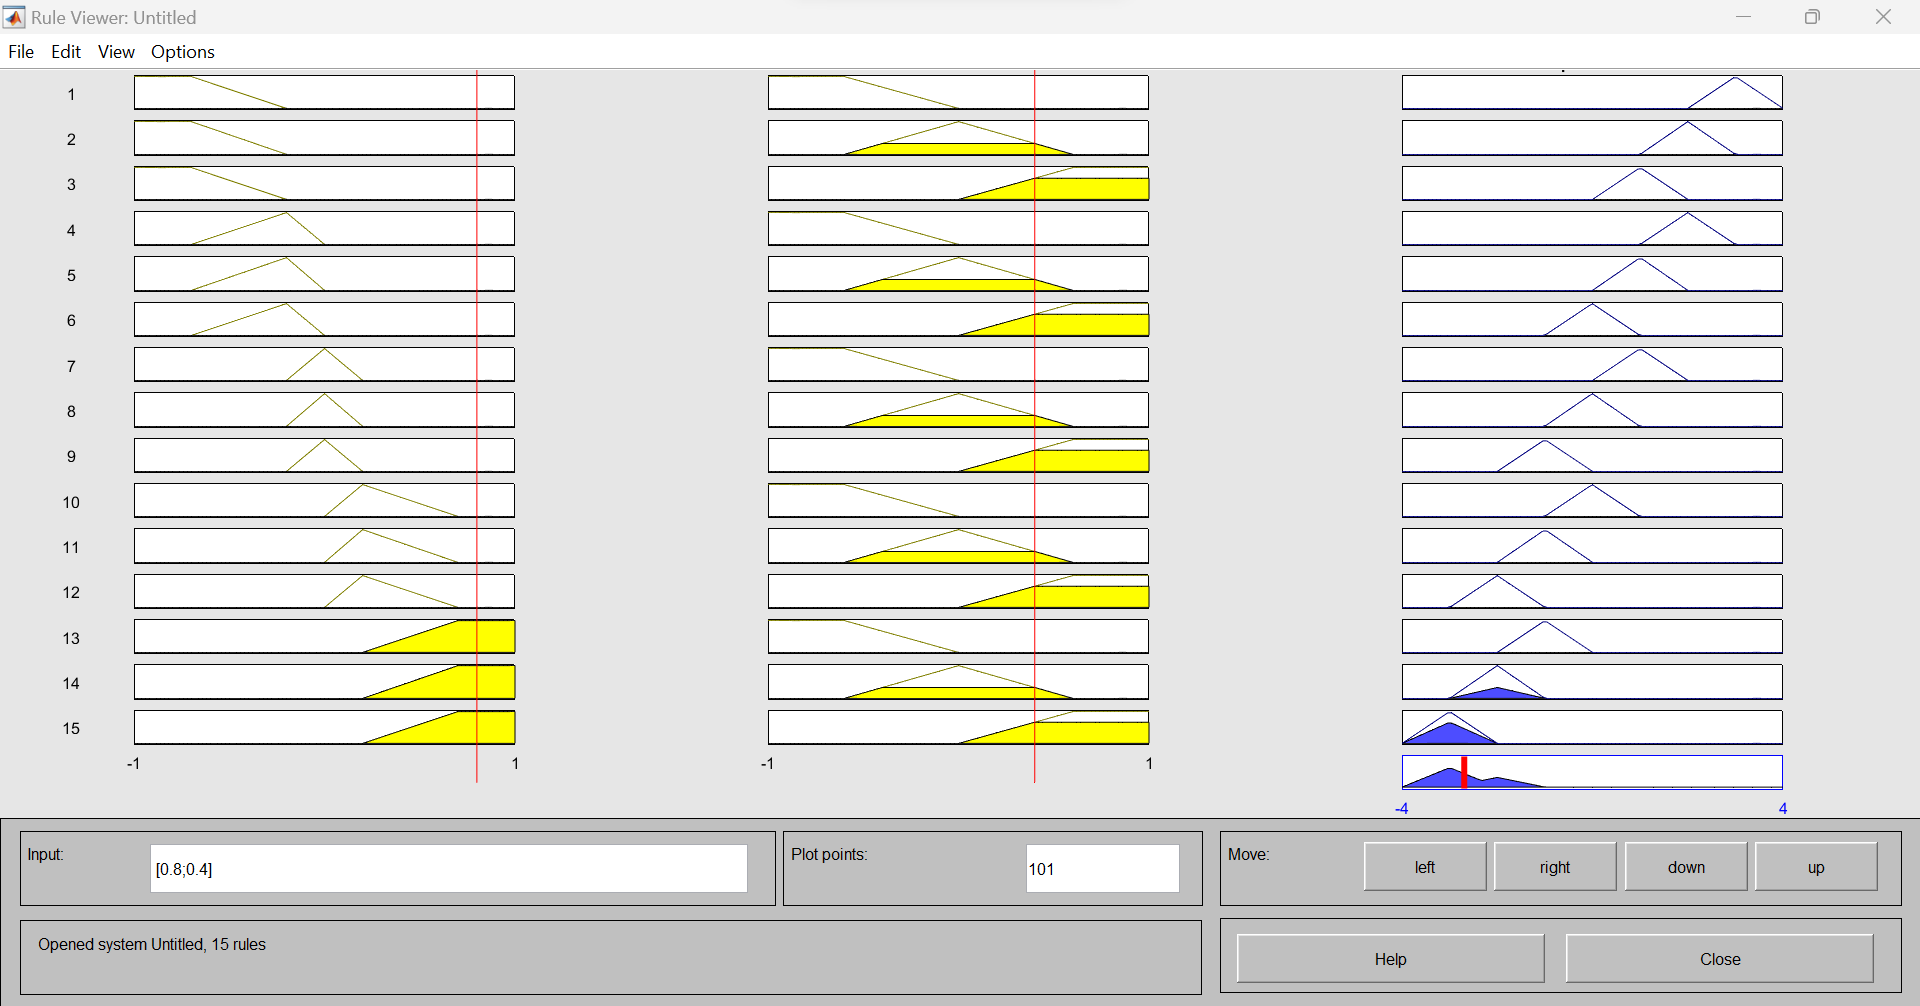 Rule Viewer: Untitled
File Edit View Options
1
2
3
4
5
6
7
8
9
10
11
12
13
14
15
-1 1 -1 1
-4 4
Input: [0.8;0.4] Plot points: 101 Move: left right down up
Opened system Untitled, 15 rules
Help Close